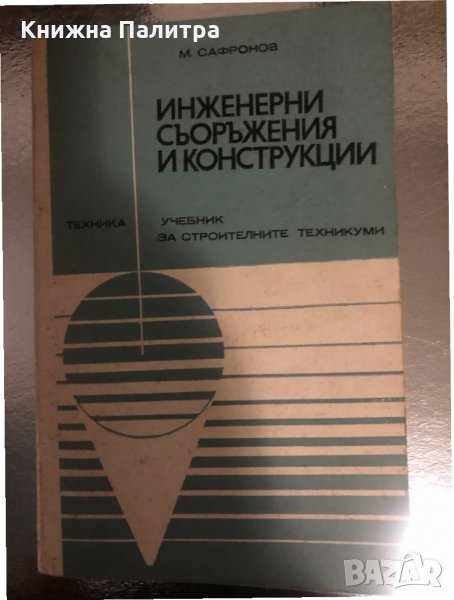 Книжна Палитра
М. САФРОНОВ
ИНЖЕНЕРНИ
СЪОРЪЖЕНИЯ
И КОНСТРУКЦИИ
ТЕХНИКА
УЧЕБНИК
ЗА СТРОИТЕЛНИТЕ ТЕХНИКУМИ
BAZAR